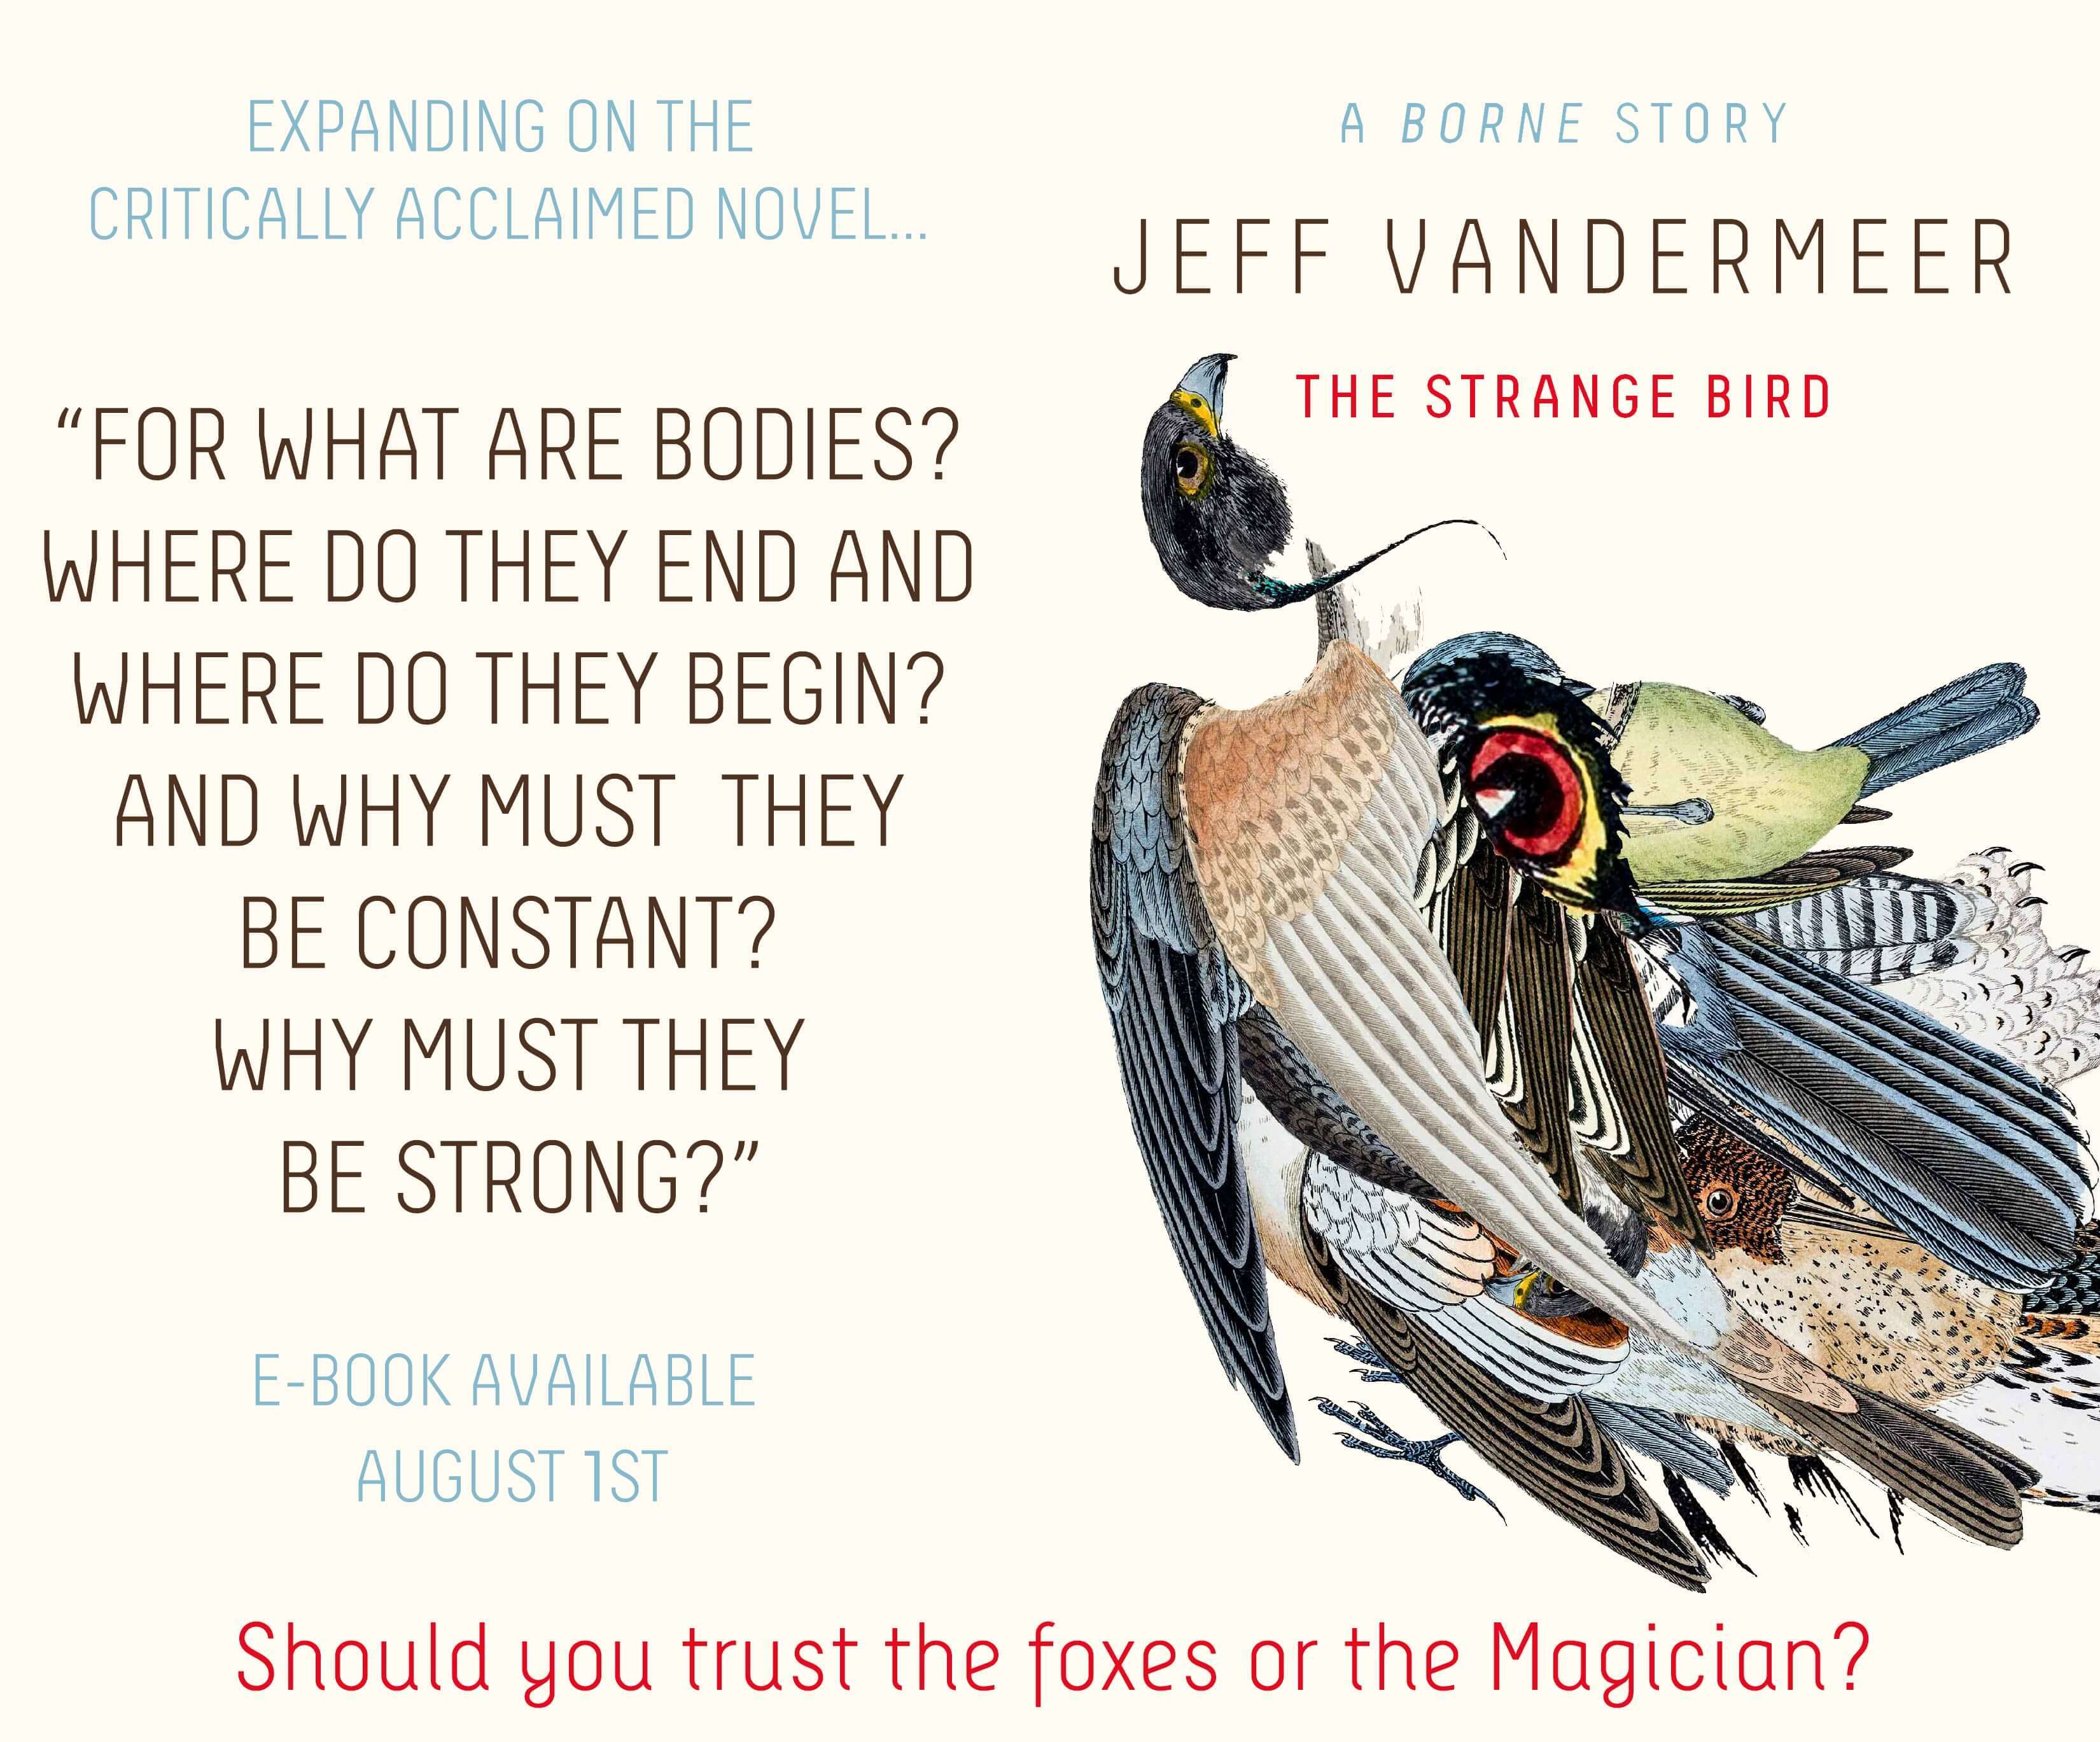 EXPANDING ON THE
CRITICALLY ACCLAIMED NOVEL...
“FOR WHAT ARE BODIES?
WHERE DO THEY END AND
WHERE DO THEY BEGIN?
AND WHY MUST THEY
BE CONSTANT?
WHY MUST THEY
BE STRONG?”
E-BOOK AVAILABLE
AUGUST 1ST
A BORNE STORY
JEFF VANDERMEER
THE STRANGE BIRD
Should you trust the foxes or the Magician?